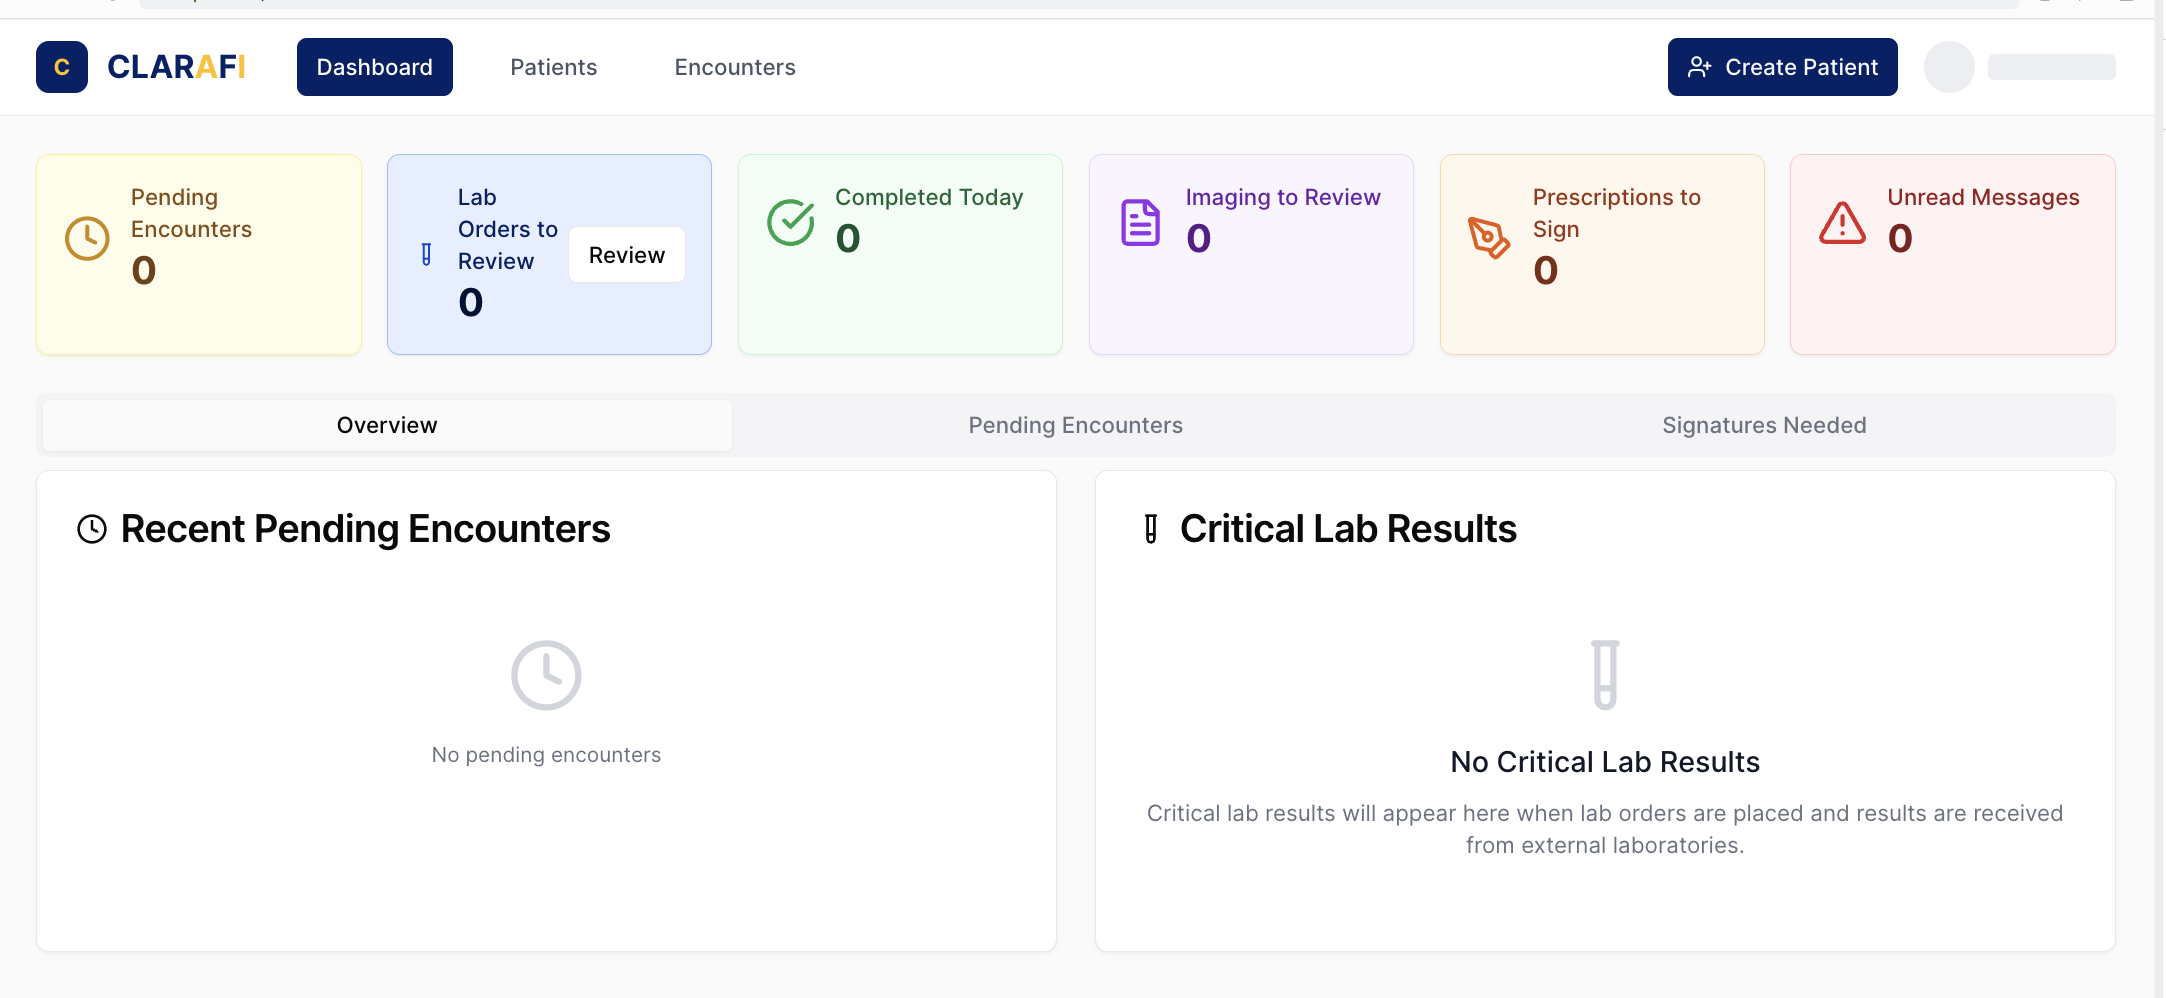 C CLARAFI Dashboard Patients Encounters Create Patient
Pending
Encounters
0
Lab
Orders to
Review
0
Review
Completed Today
0
Imaging to Review
0
Prescriptions to
Sign
0
Unread Messages
0
Overview Pending Encounters Signatures Needed
Recent Pending Encounters
No pending encounters
Critical Lab Results
No Critical Lab Results
Critical lab results will appear here when lab orders are placed and results are received
from external laboratories.